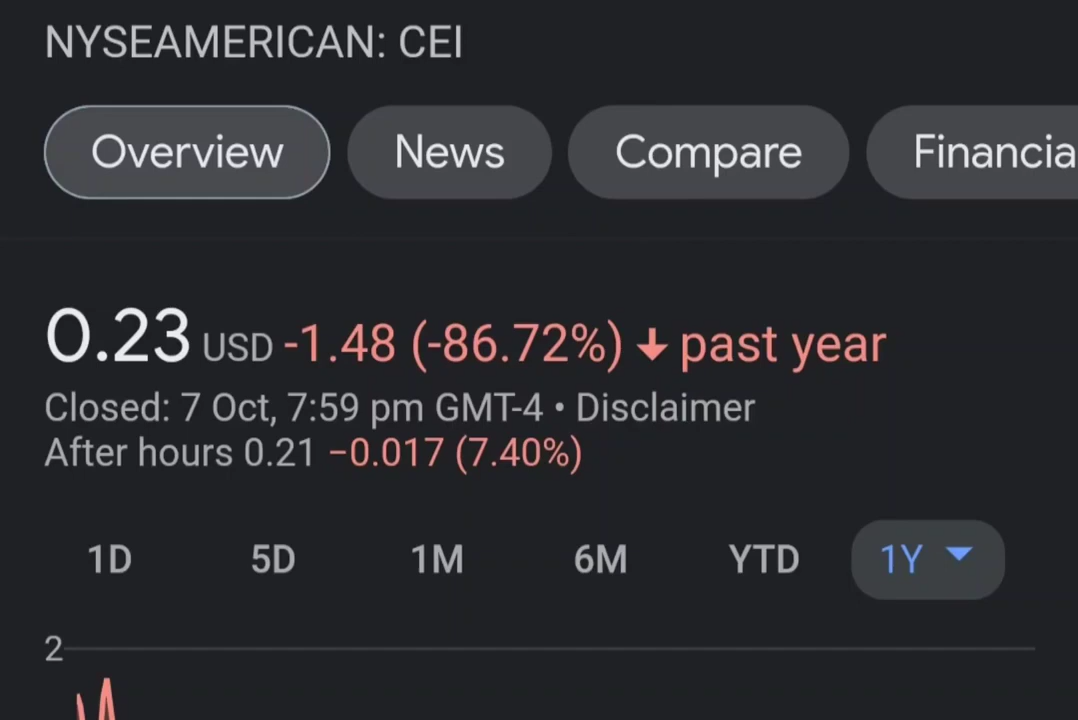 NYSEAMERICAN: CEI
Overview News Compare Financia
0.23 USD -1.48 (-86.72%) ↓ past year
Closed: 7 Oct, 7:59 pm GMT-4 • Disclaimer
After hours 0.21 −0.017 (7.40%)
1D 5D 1M 6M YTD 1Y
2